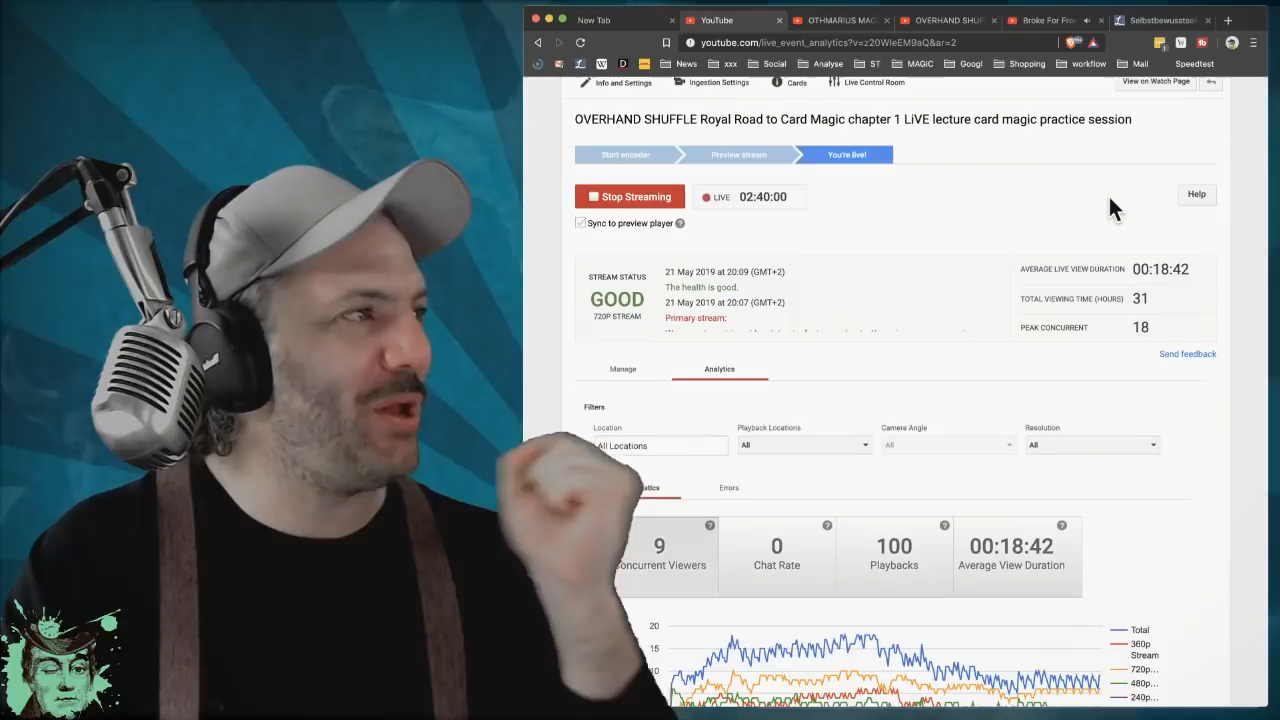 New Tab
YouTube
OTHMARIUS MAG
OVERHAND SHUF
Broke For Free
Selbstbewusstsei
youtube.com/live_event_analytics?v=z20WIeEM9aQ&ar=2
News
xxx
Social
Analyse
ST
MAGiC
Googl
Shopping
workflow
Mail
Speedtest
Info and Settings
Ingestion Settings
Cards
Live Control Room
View on Watch Page
OVERHAND SHUFFLE Royal Road to Card Magic chapter 1 LiVE lecture card magic practice session
Start encoder
Preview stream
You're live!
Stop Streaming
LIVE 02:40:00
Help
Sync to preview player
STREAM STATUS
GOOD
720P STREAM
21 May 2019 at 20:09 (GMT+2)
The health is good.
21 May 2019 at 20:07 (GMT+2)
Primary stream:
AVERAGE LIVE VIEW DURATION 00:18:42
TOTAL VIEWING TIME (HOURS) 31
PEAK CONCURRENT 18
Send feedback
Manage
Analytics
Filters
Location
Playback Locations
Camera Angle
Resolution
All Locations
All
All
All
stics
Errors
9
oncurrent Viewers
0
Chat Rate
100
Playbacks
00:18:42
Average View Duration
20
15
10
Total
360p
Stream
720p...
480p...
240p...